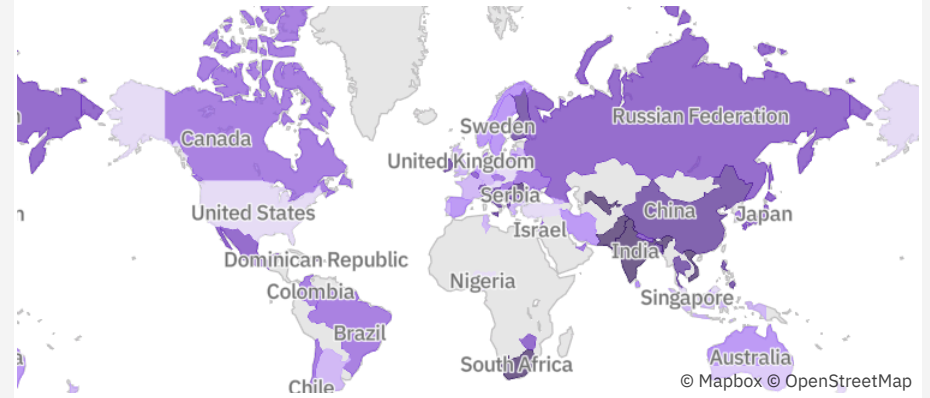 Canada
Russian Federation
Sweden
United Kingdom
Serbia
United States
China
Japan
Israel
India
Dominican Republic
Nigeria
Colombia
Singapore
Brazil
Australia
South Africa
Chile
© Mapbox © OpenStreetMap